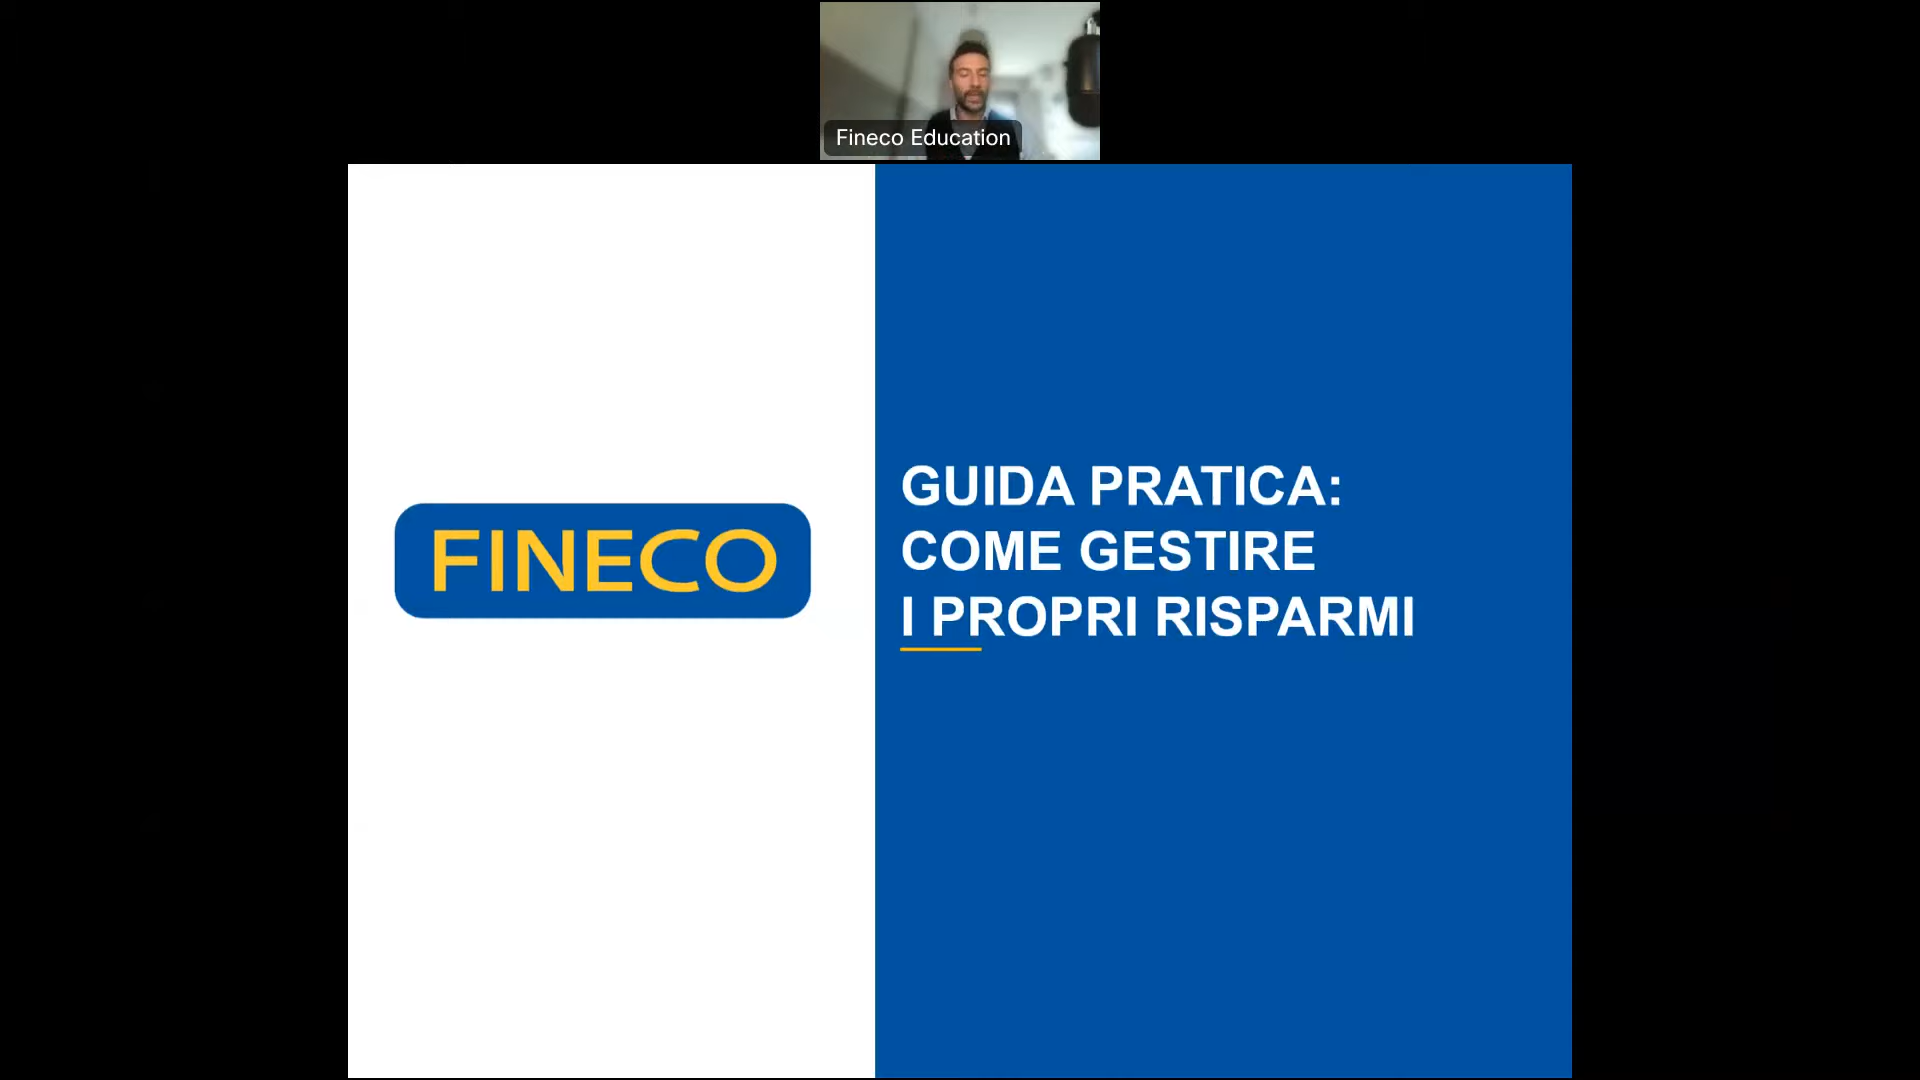 Fineco Education
FINECO
GUIDA PRATICA:
COME GESTIRE
I PROPRI RISPARMI